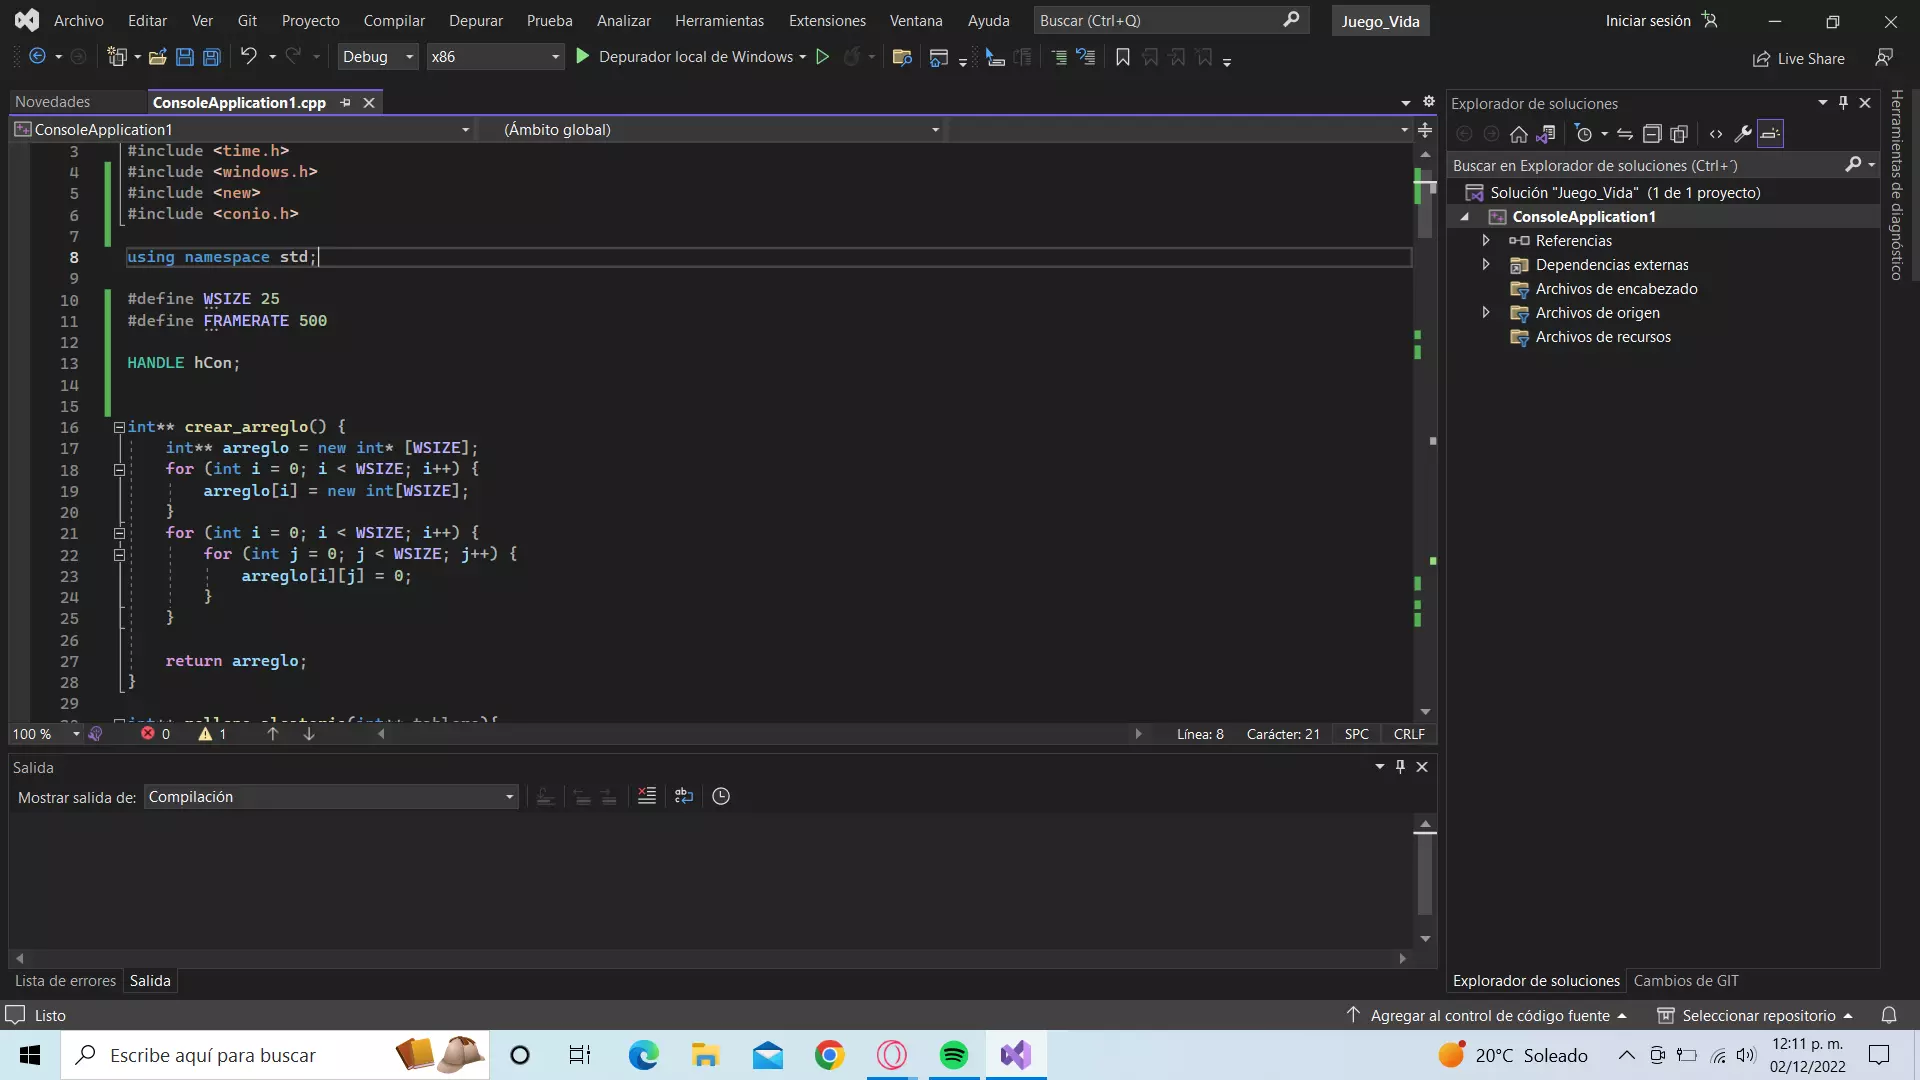 Archivo Editar Ver Git Proyecto Compilar Depurar Prueba Analizar Herramientas Extensiones Ventana Ayuda Buscar (Ctrl+Q) Juego_Vida Iniciar sesión
Debug x86 Depurador local de Windows Live Share
Novedades ConsoleApplication1.cpp
ConsoleApplication1 (Ámbito global)
3 #include <time.h>
4 #include <windows.h>
5 #include <new>
6 #include <conio.h>
7
8 using namespace std;
9
10 #define WSIZE 25
11 #define FRAMERATE 500
12
13 HANDLE hCon;
14
15
16 int** crear_arreglo() {
17 int** arreglo = new int* [WSIZE];
18 for (int i = 0; i < WSIZE; i++) {
19 arreglo[i] = new int[WSIZE];
20 }
21 for (int i = 0; i < WSIZE; i++) {
22 for (int j = 0; j < WSIZE; j++) {
23 arreglo[i][j] = 0;
24 }
25 }
26
27 return arreglo;
28 }
29
100 % 0 1 Línea: 8 Carácter: 21 SPC CRLF
Salida
Mostrar salida de: Compilación
Lista de errores Salida
Explorador de soluciones
Buscar en Explorador de soluciones (Ctrl+´)
Solución "Juego_Vida" (1 de 1 proyecto)
ConsoleApplication1
Referencias
Dependencias externas
Archivos de encabezado
Archivos de origen
Archivos de recursos
Explorador de soluciones Cambios de GIT
Herramientas de diagnóstico
Listo Agregar al control de código fuente Seleccionar repositorio
Escribe aquí para buscar 20°C Soleado 12:11 p. m.
02/12/2022